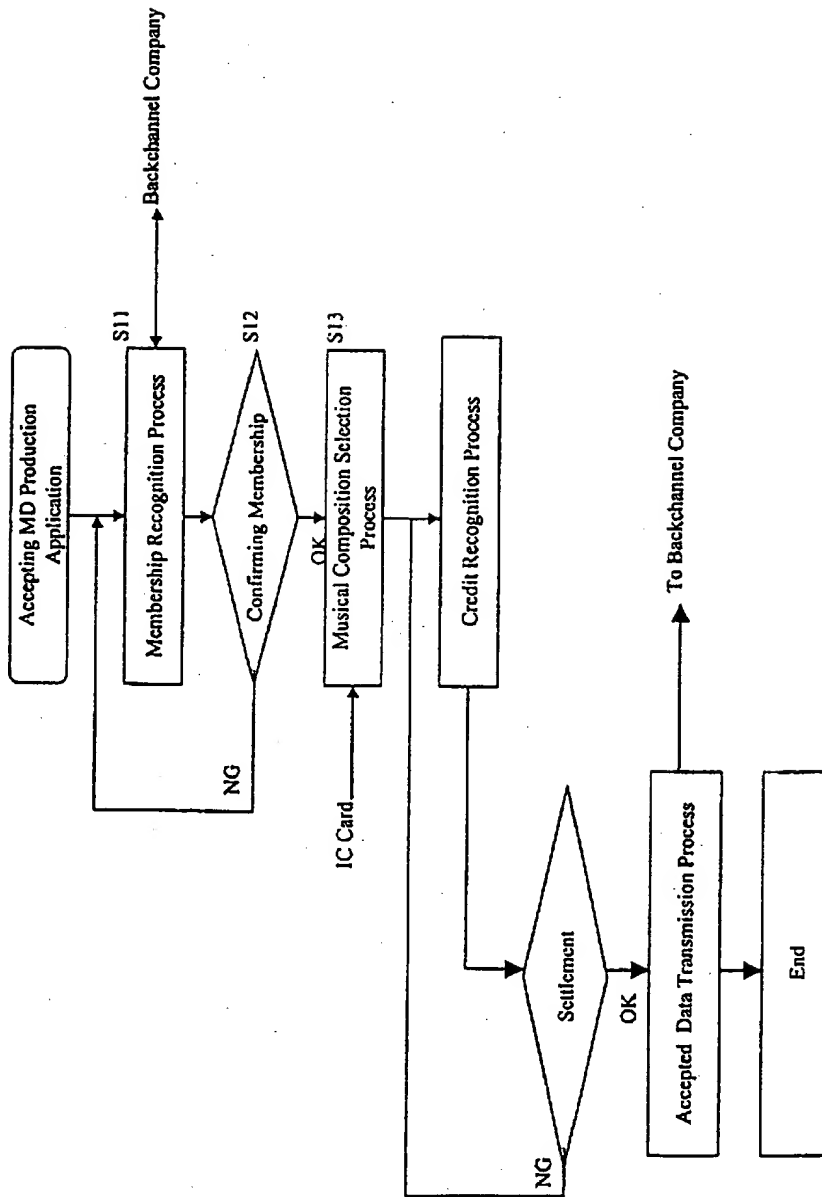 Accepting MD Production
Application
S11
Membership Recognition Process
Backchannel Company
S12
Confirming Membership
NG
OK
S13
IC Card
Musical Composition Selection
Process
Credit Recognition Process
Settlement
NG
OK
Accepted Data Transmission Process
To Backchannel Company
End